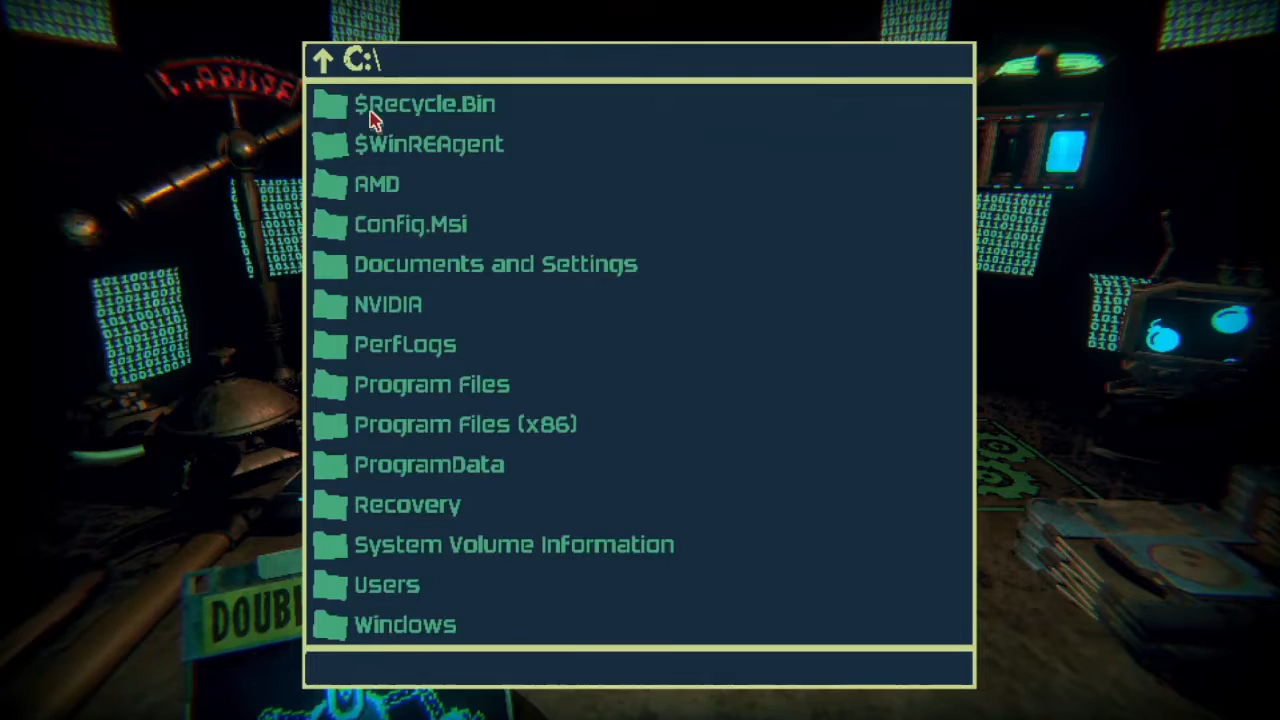 C:\
$Recycle.Bin
$WinREAgent
AMD
Config.Msi
Documents and Settings
NVIDIA
PerfLogs
Program Files
Program Files (x86)
ProgramData
Recovery
System Volume Information
Users
Windows
DOUB